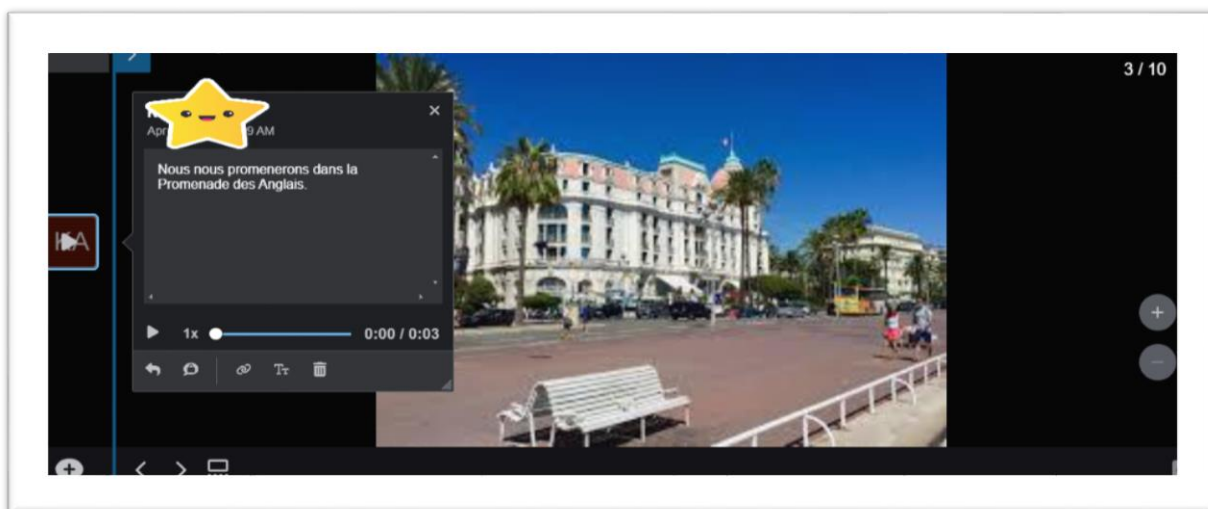 3 / 10
Apr 9 AM
Nous nous promenerons dans la
Promenade des Anglais.
1x 0:00 / 0:03